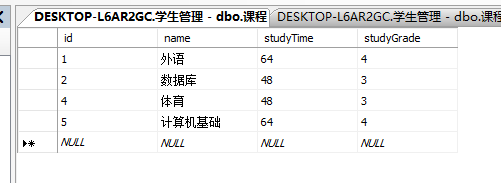 DESKTOP-L6AR2GC.学生管理 - dbo.课程 DESKTOP-L6AR2GC.学生管理 - dbo.课程
id name studyTime studyGrade
1 外语 64 4
2 数据库 48 3
4 体育 48 3
5 计算机基础 64 4
NULL NULL NULL NULL